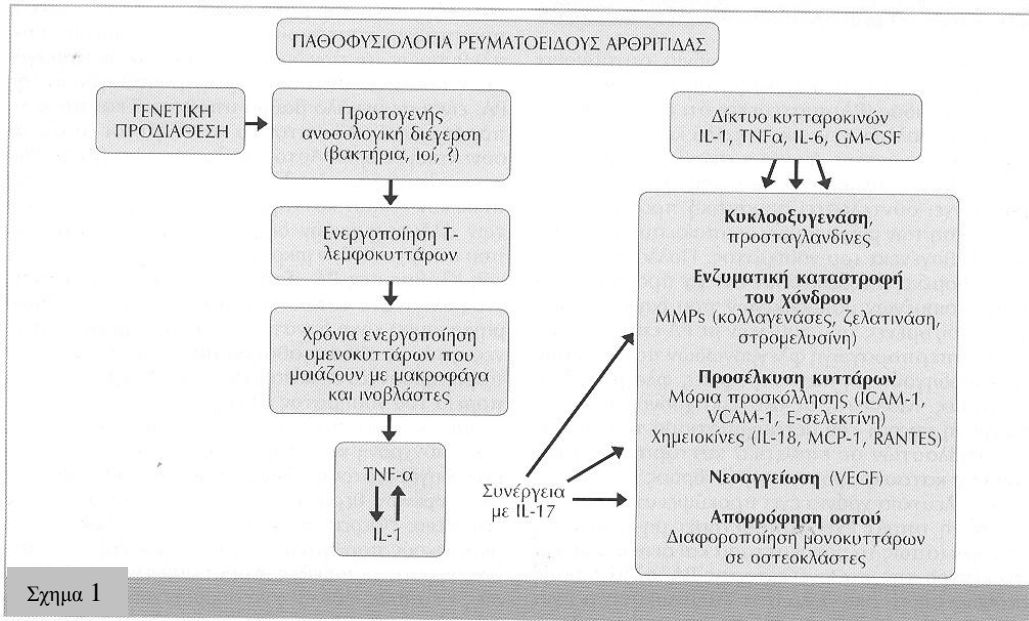 ΠΑΘΟΦΥΣΙΟΛΟΓΙΑ ΡΕΥΜΑΤΟΕΙΔΟΥΣ ΑΡΘΡΙΤΙΔΑΣ
ΓΕΝΕΤΙΚΗ
ΠΡΟΔΙΑΘΕΣΗ
Πρωτογενής
ανοσολογική διέγερση
(βακτήρια, ιοί, ?)
Ενεργοποίηση Τ-
λεμφοκυττάρων
Χρόνια ενεργοποίηση
υμενοκυττάρων που
μοιάζουν με μακροφάγα
και ινοβλάστες
TNF-α
IL-1
Συνέργεια
με IL-17
Δίκτυο κυτταροκινών
IL-1, TNFα, IL-6, GM-CSF
Κυκλοοξυγενάση,
προσταγλανδίνες
Ενζυματική καταστροφή
του χόνδρου
MMPs (κολλαγενάσες, ζελατινάση,
στρομελυσίνη)
Προσέλκυση κυττάρων
Μόρια προσκόλλησης (ICAM-1,
VCAM-1, E-σελεκτίνη)
Χημειοκίνες (IL-18, MCP-1, RANTES)
Νεοαγγείωση (VEGF)
Απορρόφηση οστού
Διαφοροποίηση μονοκυττάρων
σε οστεοκλάστες
Σχημα 1